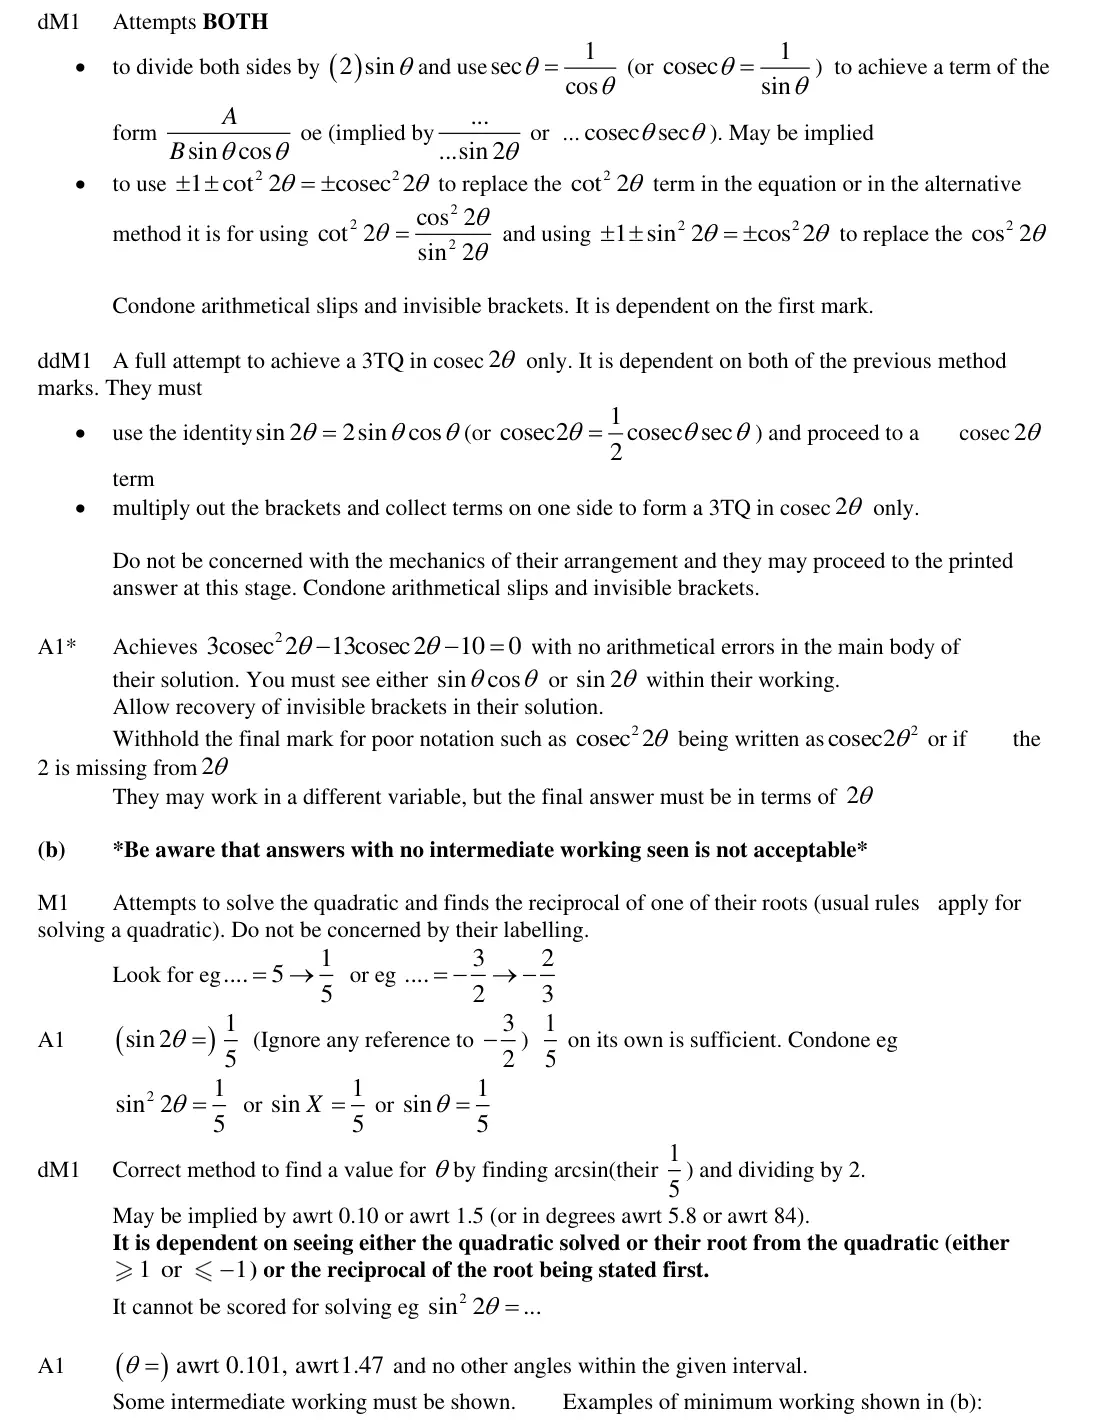 dM1 Attempts BOTH
• to divide both sides by (2)sin θ and use sec θ = 1/cos θ (or cosec θ = 1/sin θ) to achieve a term of the
form A/(B sin θ cos θ) oe (implied by .../(...sin 2θ) or ... cosec θ sec θ). May be implied
• to use ±1±cot² 2θ = ±cosec² 2θ to replace the cot² 2θ term in the equation or in the alternative
method it is for using cot² 2θ = cos² 2θ/sin² 2θ and using ±1±sin² 2θ = ±cos² 2θ to replace the cos² 2θ
Condone arithmetical slips and invisible brackets. It is dependent on the first mark.
ddM1 A full attempt to achieve a 3TQ in cosec 2θ only. It is dependent on both of the previous method
marks. They must
• use the identity sin 2θ = 2 sin θ cos θ (or cosec2θ = 1/2 cosec θ sec θ) and proceed to a cosec 2θ
term
• multiply out the brackets and collect terms on one side to form a 3TQ in cosec 2θ only.
Do not be concerned with the mechanics of their arrangement and they may proceed to the printed
answer at this stage. Condone arithmetical slips and invisible brackets.
A1* Achieves 3cosec² 2θ − 13cosec 2θ − 10 = 0 with no arithmetical errors in the main body of
their solution. You must see either sin θ cos θ or sin 2θ within their working.
Allow recovery of invisible brackets in their solution.
Withhold the final mark for poor notation such as cosec² 2θ being written as cosec2θ² or if the
2 is missing from 2θ
They may work in a different variable, but the final answer must be in terms of 2θ
(b) *Be aware that answers with no intermediate working seen is not acceptable*
M1 Attempts to solve the quadratic and finds the reciprocal of one of their roots (usual rules apply for
solving a quadratic). Do not be concerned by their labelling.
Look for eg .... = 5 → 1/5 or eg .... = −3/2 → −2/3
A1 (sin 2θ =) 1/5 (Ignore any reference to −3/2) 1/5 on its own is sufficient. Condone eg
sin² 2θ = 1/5 or sin X = 1/5 or sin θ = 1/5
dM1 Correct method to find a value for θ by finding arcsin(their 1/5) and dividing by 2.
May be implied by awrt 0.10 or awrt 1.5 (or in degrees awrt 5.8 or awrt 84).
It is dependent on seeing either the quadratic solved or their root from the quadratic (either
⩾ 1 or ⩽ −1) or the reciprocal of the root being stated first.
It cannot be scored for solving eg sin² 2θ = ...
A1 (θ =) awrt 0.101, awrt 1.47 and no other angles within the given interval.
Some intermediate working must be shown. Examples of minimum working shown in (b):